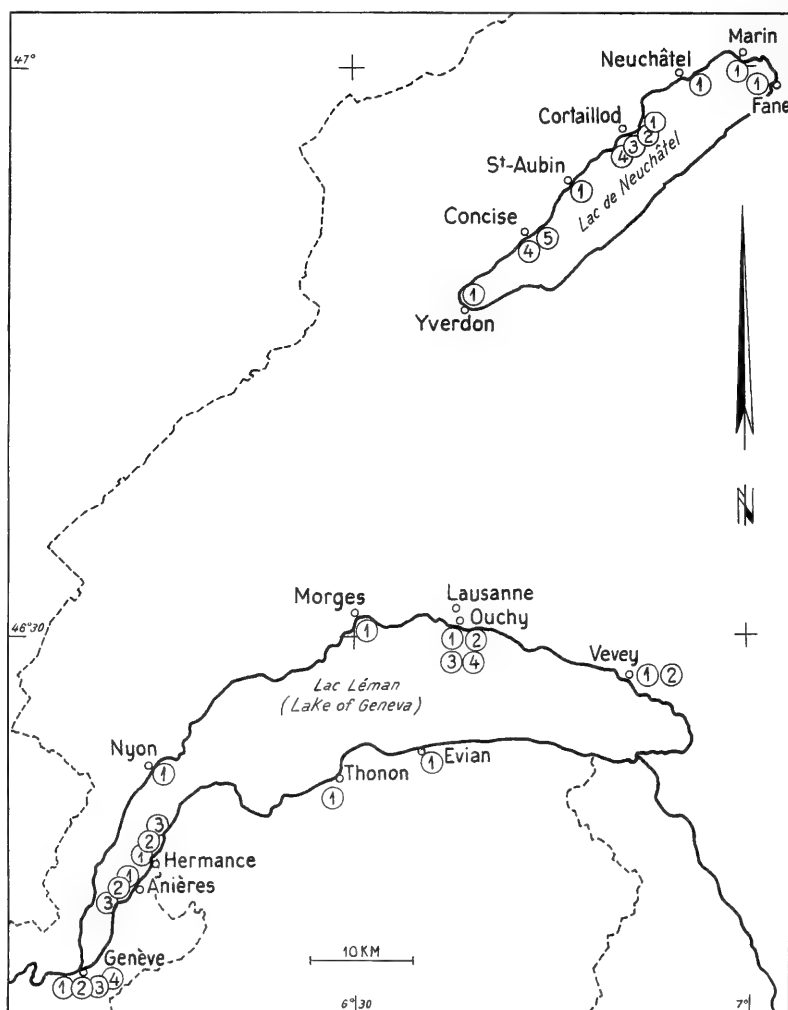 47°
Marin
Neuchâtel
1
1
1
Fane
Cortaillod
1
2
3
4
St-Aubin
1
Lac de Neuchâtel
Concise
4 5
1
Yverdon
N
46°30
Morges
1
Lausanne
Ouchy
1 2
3 4
Vevey
1 2
Lac Léman
(Lake of Geneva)
Nyon
1
Evian
1
Thonon
1
3
2
1
Hermance
1
2
3
Anières
Genève
1 2 3 4
10 KM
6°30
7°